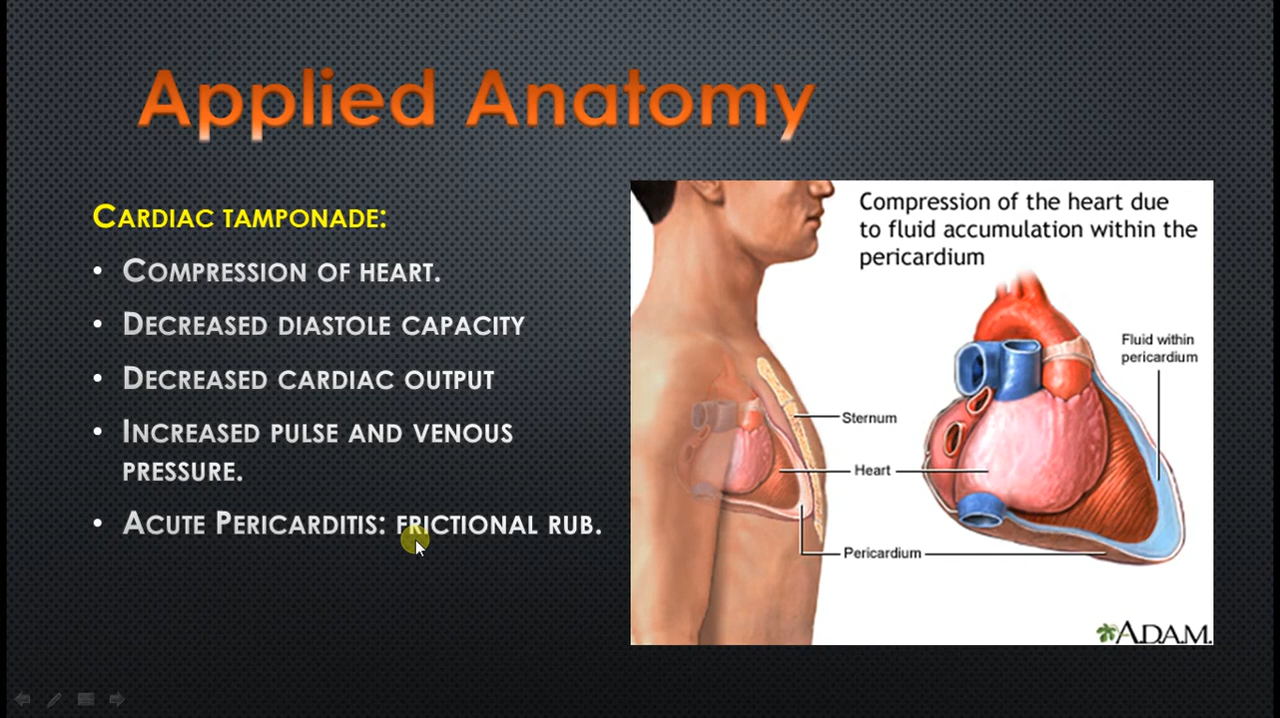 Applied Anatomy
CARDIAC TAMPONADE:
• COMPRESSION OF HEART.
• DECREASED DIASTOLE CAPACITY
• DECREASED CARDIAC OUTPUT
• INCREASED PULSE AND VENOUS
PRESSURE.
• ACUTE PERICARDITIS: FRICTIONAL RUB.
Compression of the heart due
to fluid accumulation within the
pericardium
Fluid within
pericardium
Sternum
Heart
Pericardium
A.D.A.M.